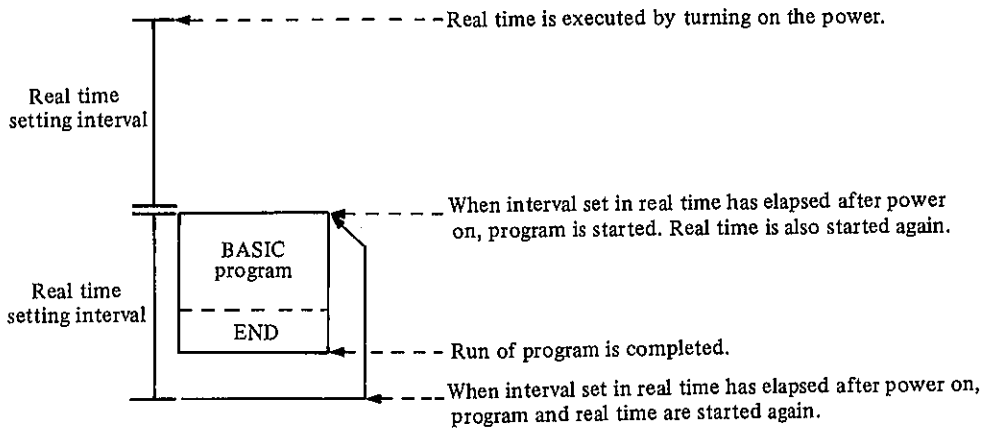 Real time is executed by turning on the power.
Real time
setting interval
When interval set in real time has elapsed after power
on, program is started. Real time is also started again.
BASIC
program
Real time
setting interval
END
Run of program is completed.
When interval set in real time has elapsed after power on,
program and real time are started again.